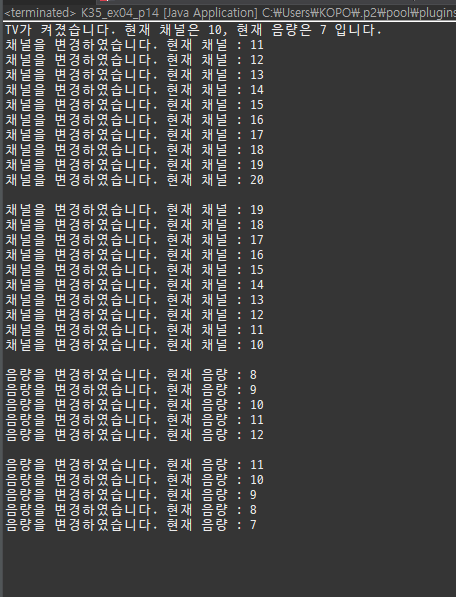 <terminated> K35_ex04_p14 [Java Application] C:₩Users₩KOPO₩.p2₩pool₩plugins
TV가 켜졌습니다. 현재 채널은 10, 현재 음량은 7 입니다.
채널을 변경하였습니다. 현재 채널 : 11
채널을 변경하였습니다. 현재 채널 : 12
채널을 변경하였습니다. 현재 채널 : 13
채널을 변경하였습니다. 현재 채널 : 14
채널을 변경하였습니다. 현재 채널 : 15
채널을 변경하였습니다. 현재 채널 : 16
채널을 변경하였습니다. 현재 채널 : 17
채널을 변경하였습니다. 현재 채널 : 18
채널을 변경하였습니다. 현재 채널 : 19
채널을 변경하였습니다. 현재 채널 : 20

채널을 변경하였습니다. 현재 채널 : 19
채널을 변경하였습니다. 현재 채널 : 18
채널을 변경하였습니다. 현재 채널 : 17
채널을 변경하였습니다. 현재 채널 : 16
채널을 변경하였습니다. 현재 채널 : 15
채널을 변경하였습니다. 현재 채널 : 14
채널을 변경하였습니다. 현재 채널 : 13
채널을 변경하였습니다. 현재 채널 : 12
채널을 변경하였습니다. 현재 채널 : 11
채널을 변경하였습니다. 현재 채널 : 10

음량을 변경하였습니다. 현재 음량 : 8
음량을 변경하였습니다. 현재 음량 : 9
음량을 변경하였습니다. 현재 음량 : 10
음량을 변경하였습니다. 현재 음량 : 11
음량을 변경하였습니다. 현재 음량 : 12

음량을 변경하였습니다. 현재 음량 : 11
음량을 변경하였습니다. 현재 음량 : 10
음량을 변경하였습니다. 현재 음량 : 9
음량을 변경하였습니다. 현재 음량 : 8
음량을 변경하였습니다. 현재 음량 : 7